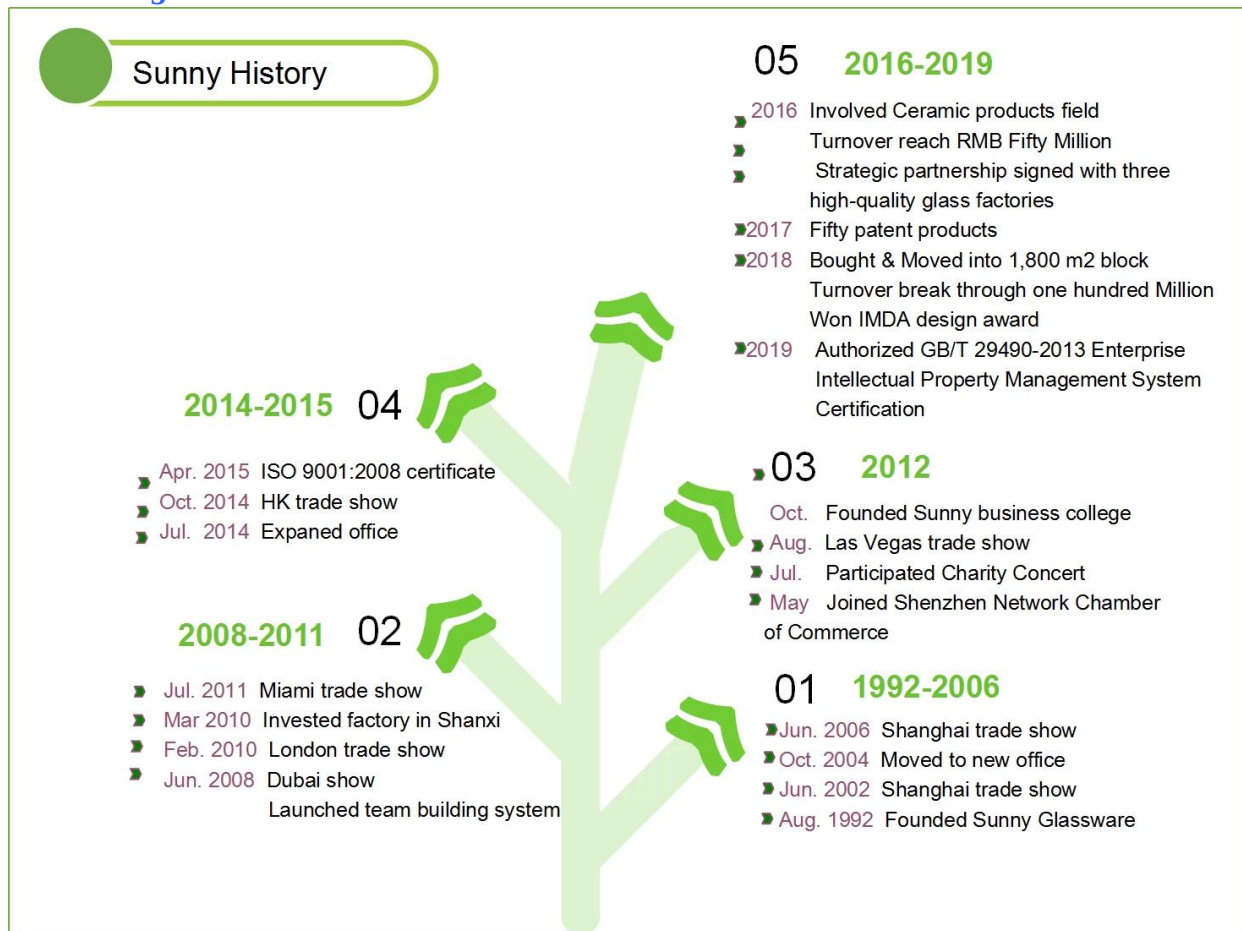 Sunny History
05 2016-2019
2016 Involved Ceramic products field
Turnover reach RMB Fifty Million
Strategic partnership signed with three
high-quality glass factories
2017 Fifty patent products
2018 Bought & Moved into 1,800 m2 block
Turnover break through one hundred Million
Won IMDA design award
2019 Authorized GB/T 29490-2013 Enterprise
Intellectual Property Management System
Certification
2014-2015 04
Apr. 2015 ISO 9001:2008 certificate
Oct. 2014 HK trade show
Jul. 2014 Expaned office
03 2012
Oct. Founded Sunny business college
Aug. Las Vegas trade show
Jul. Participated Charity Concert
May Joined Shenzhen Network Chamber
of Commerce
2008-2011 02
Jul. 2011 Miami trade show
Mar 2010 Invested factory in Shanxi
Feb. 2010 London trade show
Jun. 2008 Dubai show
Launched team building system
01 1992-2006
Jun. 2006 Shanghai trade show
Oct. 2004 Moved to new office
Jun. 2002 Shanghai trade show
Aug. 1992 Founded Sunny Glassware